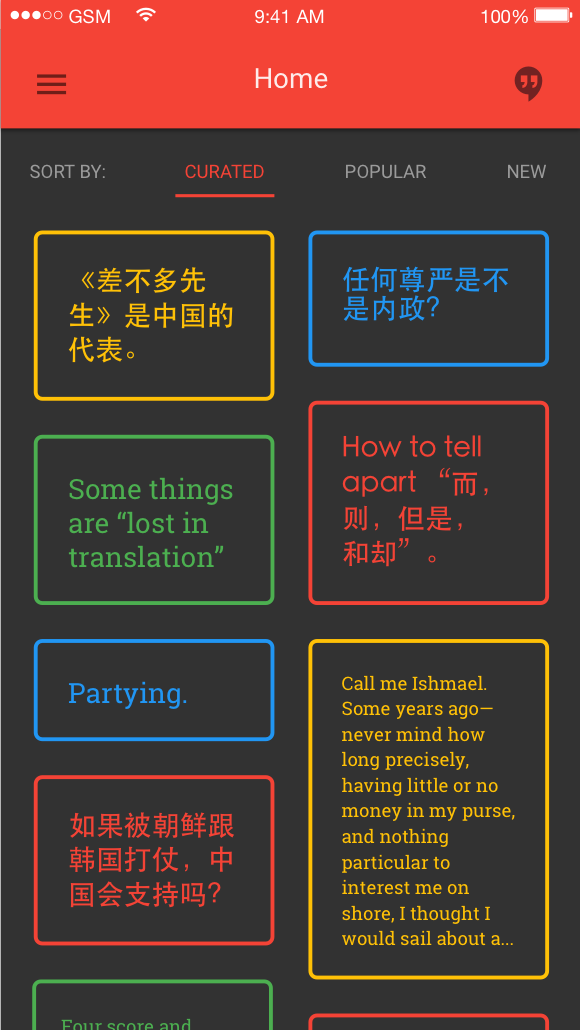 GSM
9:41 AM
100%
Home
SORT BY:
CURATED
POPULAR
NEW
《差不多先
生》是中国的
代表。
任何尊严是不
是内政？
How to tell
apart “而，
则，但是，
和却”。
Some things
are “lost in
translation”
Partying.
Call me Ishmael.
Some years ago—
never mind how
long precisely,
having little or no
money in my purse,
and nothing
particular to
interest me on
shore, I thought I
would sail about a...
如果被朝鲜跟
韩国打仗，中
国会支持吗？
Four score and